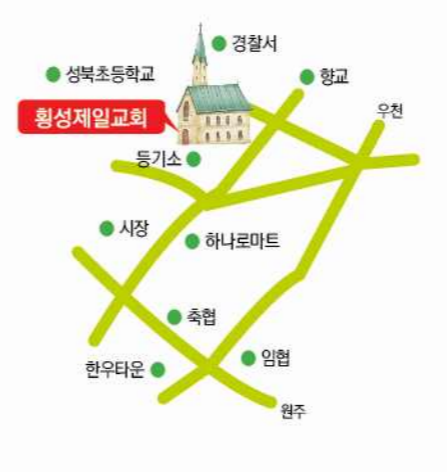 경찰서
성북초등학교
향교
우천
횡성제일교회
등기소
시장
하나로마트
축협
임협
한우타운
원주